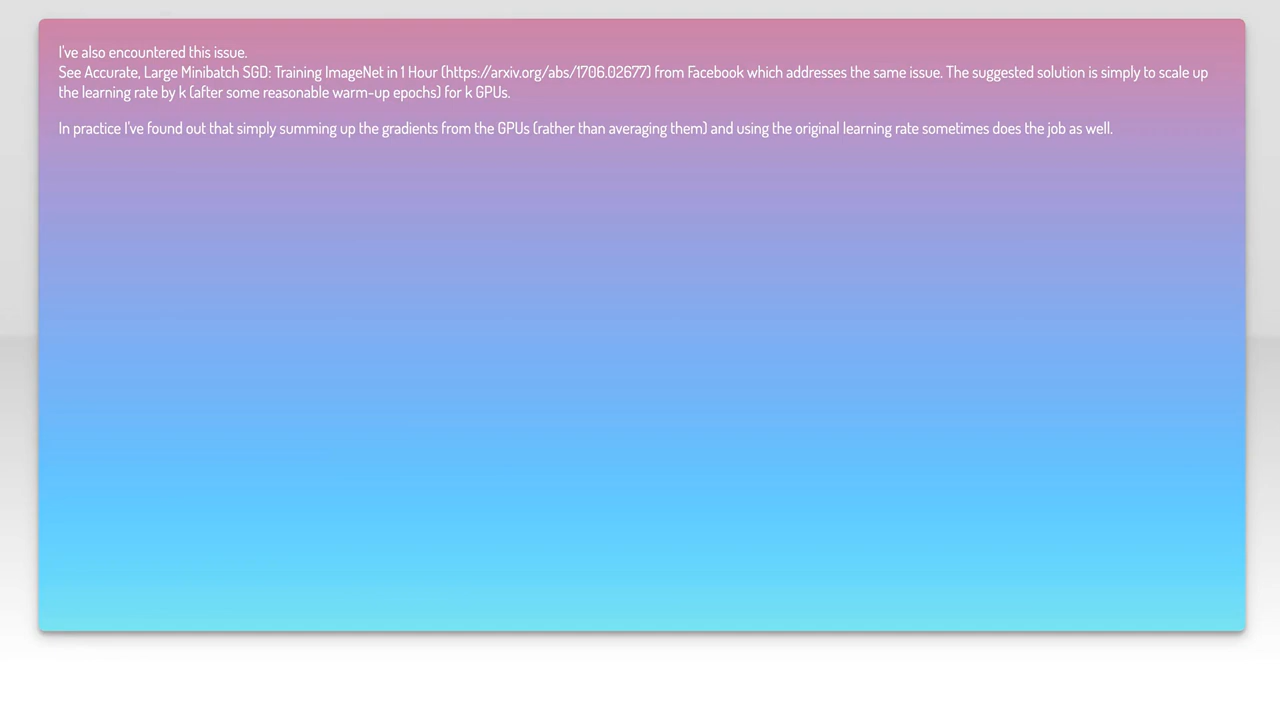 I've also encountered this issue.
See Accurate, Large Minibatch SGD: Training ImageNet in 1 Hour (https://arxiv.org/abs/1706.02677) from Facebook which addresses the same issue. The suggested solution is simply to scale up
the learning rate by k (after some reasonable warm-up epochs) for k GPUs.
In practice I've found out that simply summing up the gradients from the GPUs (rather than averaging them) and using the original learning rate sometimes does the job as well.